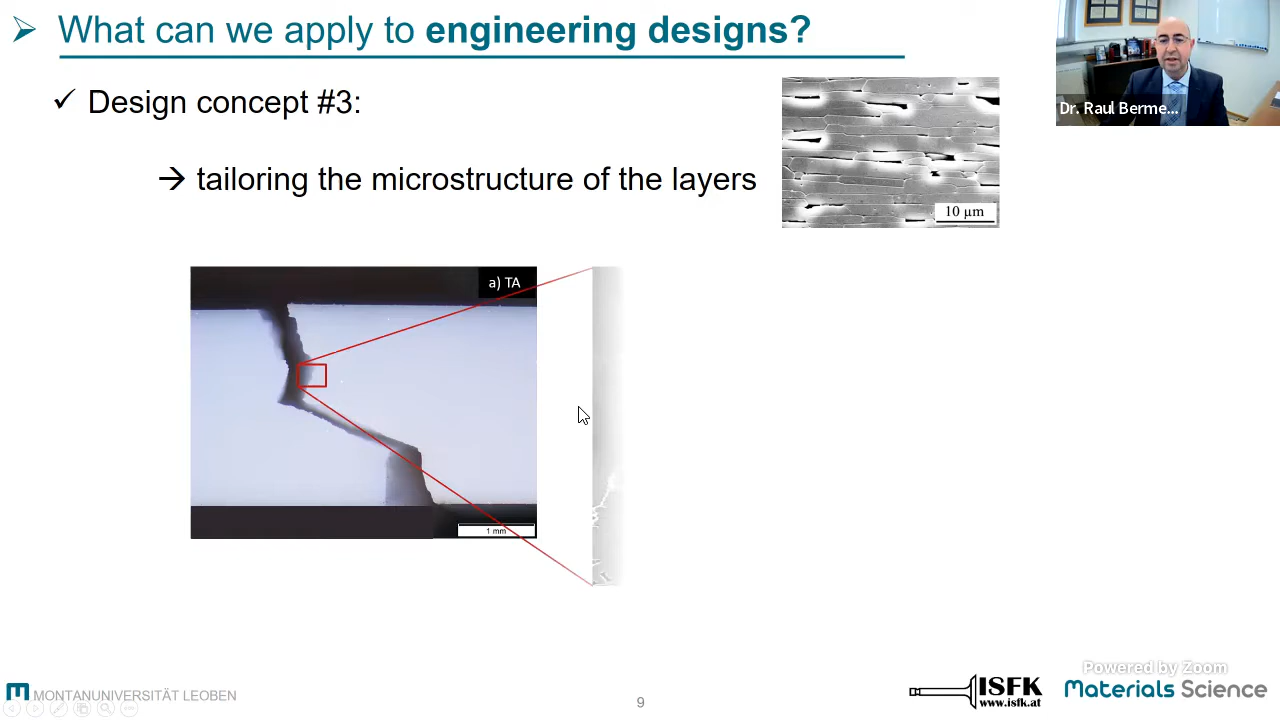 What can we apply to engineering designs?
Dr. Raul Berme...
Design concept #3:
→ tailoring the microstructure of the layers
10 µm
a) TA
1 mm
Powered by Zoom
MONTANUNIVERSITÄT LEOBEN
9
ISFK
www.isfk.at
Materials Science